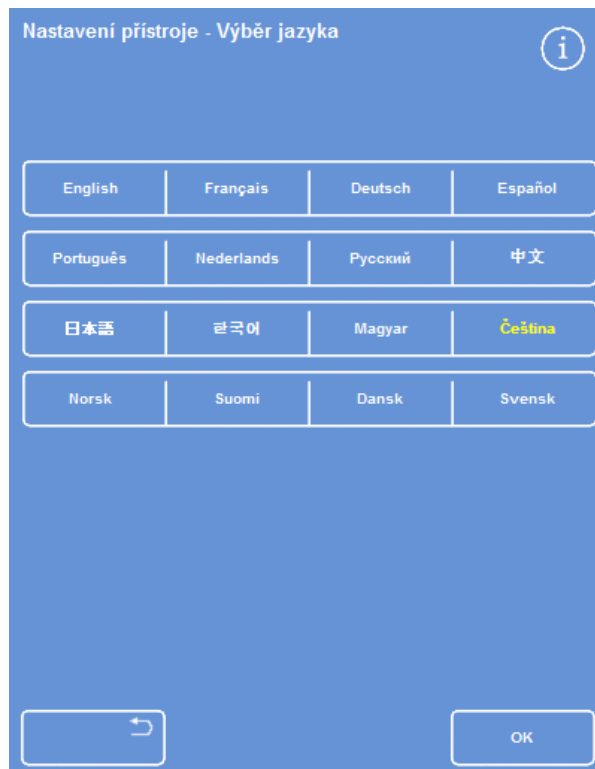 Nastavení přístroje - Výběr jazyka
i
English Français Deutsch Español
Português Nederlands Русский 中文
日本語 한국어 Magyar Čeština
Norsk Suomi Dansk Svensk
OK